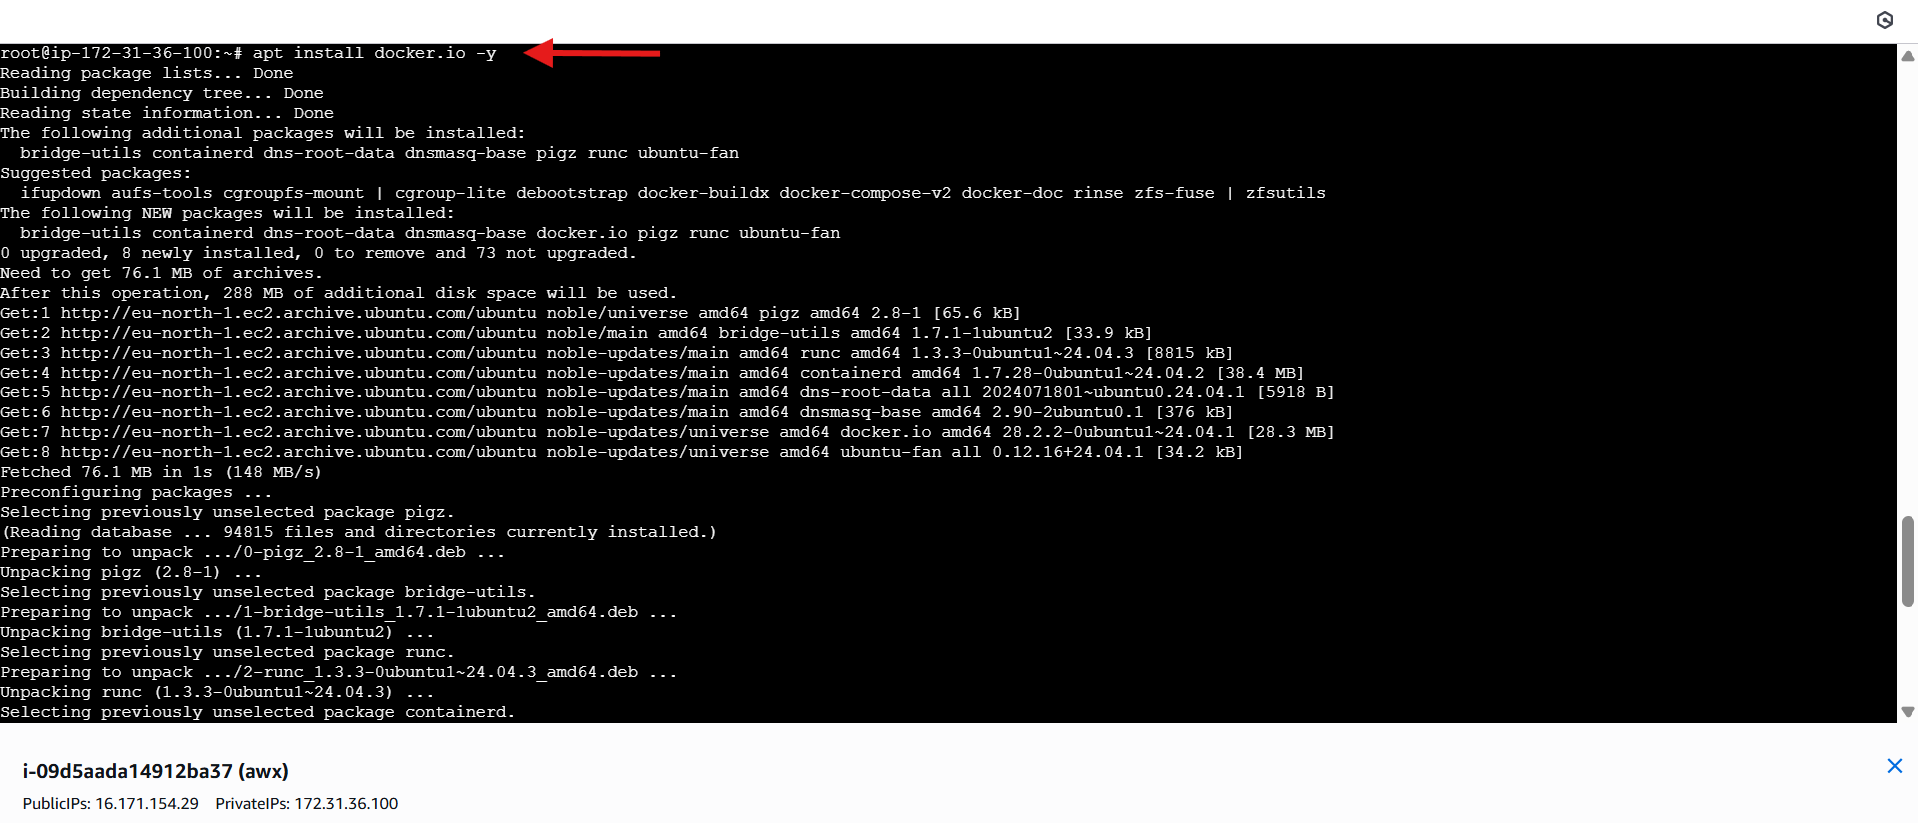 root@ip-172-31-36-100:~# apt install docker.io -y
Reading package lists... Done
Building dependency tree... Done
Reading state information... Done
The following additional packages will be installed:
  bridge-utils containerd dns-root-data dnsmasq-base pigz runc ubuntu-fan
Suggested packages:
  ifupdown aufs-tools cgroupfs-mount | cgroup-lite debootstrap docker-buildx docker-compose-v2 docker-doc rinse zfs-fuse | zfsutils
The following NEW packages will be installed:
  bridge-utils containerd dns-root-data dnsmasq-base docker.io pigz runc ubuntu-fan
0 upgraded, 8 newly installed, 0 to remove and 73 not upgraded.
Need to get 76.1 MB of archives.
After this operation, 288 MB of additional disk space will be used.
Get:1 http://eu-north-1.ec2.archive.ubuntu.com/ubuntu noble/universe amd64 pigz amd64 2.8-1 [65.6 kB]
Get:2 http://eu-north-1.ec2.archive.ubuntu.com/ubuntu noble/main amd64 bridge-utils amd64 1.7.1-1ubuntu2 [33.9 kB]
Get:3 http://eu-north-1.ec2.archive.ubuntu.com/ubuntu noble-updates/main amd64 runc amd64 1.3.3-0ubuntu1~24.04.3 [8815 kB]
Get:4 http://eu-north-1.ec2.archive.ubuntu.com/ubuntu noble-updates/main amd64 containerd amd64 1.7.28-0ubuntu1~24.04.2 [38.4 MB]
Get:5 http://eu-north-1.ec2.archive.ubuntu.com/ubuntu noble-updates/main amd64 dns-root-data all 2024071801~ubuntu0.24.04.1 [5918 B]
Get:6 http://eu-north-1.ec2.archive.ubuntu.com/ubuntu noble-updates/main amd64 dnsmasq-base amd64 2.90-2ubuntu0.1 [376 kB]
Get:7 http://eu-north-1.ec2.archive.ubuntu.com/ubuntu noble-updates/universe amd64 docker.io amd64 28.2.2-0ubuntu1~24.04.1 [28.3 MB]
Get:8 http://eu-north-1.ec2.archive.ubuntu.com/ubuntu noble-updates/universe amd64 ubuntu-fan all 0.12.16+24.04.1 [34.2 kB]
Fetched 76.1 MB in 1s (148 MB/s)
Preconfiguring packages ...
Selecting previously unselected package pigz.
(Reading database ... 94815 files and directories currently installed.)
Preparing to unpack .../0-pigz_2.8-1_amd64.deb ...
Unpacking pigz (2.8-1) ...
Selecting previously unselected package bridge-utils.
Preparing to unpack .../1-bridge-utils_1.7.1-1ubuntu2_amd64.deb ...
Unpacking bridge-utils (1.7.1-1ubuntu2) ...
Selecting previously unselected package runc.
Preparing to unpack .../2-runc_1.3.3-0ubuntu1~24.04.3_amd64.deb ...
Unpacking runc (1.3.3-0ubuntu1~24.04.3) ...
Selecting previously unselected package containerd.
i-09d5aada14912ba37 (awx)
PublicIPs: 16.171.154.29 PrivateIPs: 172.31.36.100